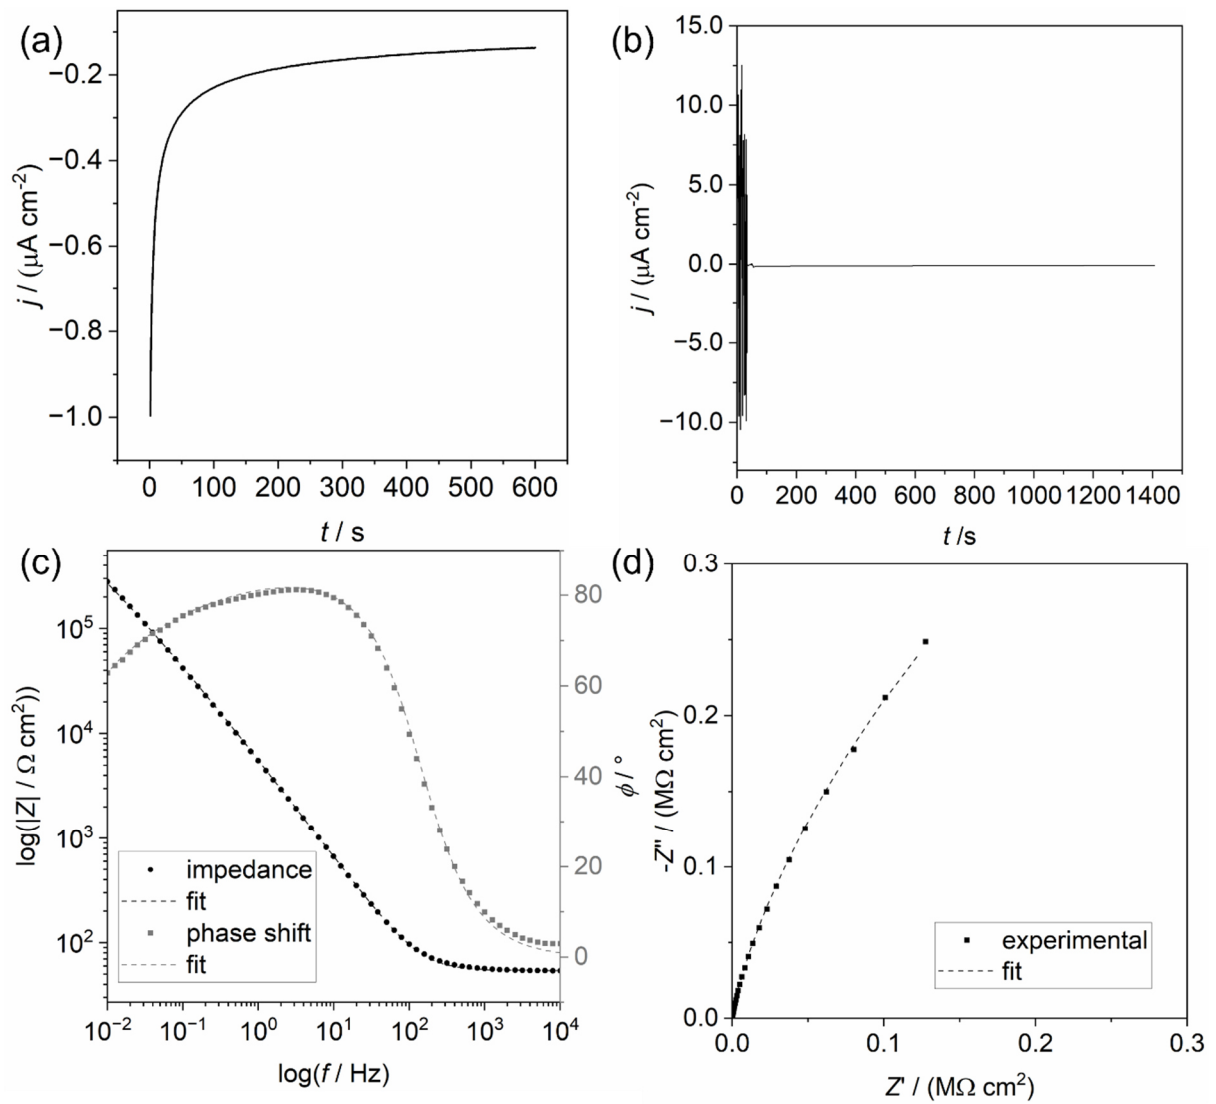 (a)
−0.2
−0.4
−0.6
−0.8
−1.0
j / (μA cm-2)
0 100 200 300 400 500 600
t / s
(b)
15.0
10.0
5.0
0.0
−5.0
−10.0
j / (μA cm-2)
0 200 400 600 800 1000 1200 1400
t /s
(c)
10⁵
10⁴
10³
10²
log(|Z| / Ω cm²))
80
60
40
20
0
ϕ / °
impedance
fit
phase shift
fit
10⁻² 10⁻¹ 10⁰ 10¹ 10² 10³ 10⁴
log(f / Hz)
(d)
0.3
0.2
0.1
0.0
-Z'' / (MΩ cm²)
experimental
fit
0.0 0.1 0.2 0.3
Z' / (MΩ cm²)